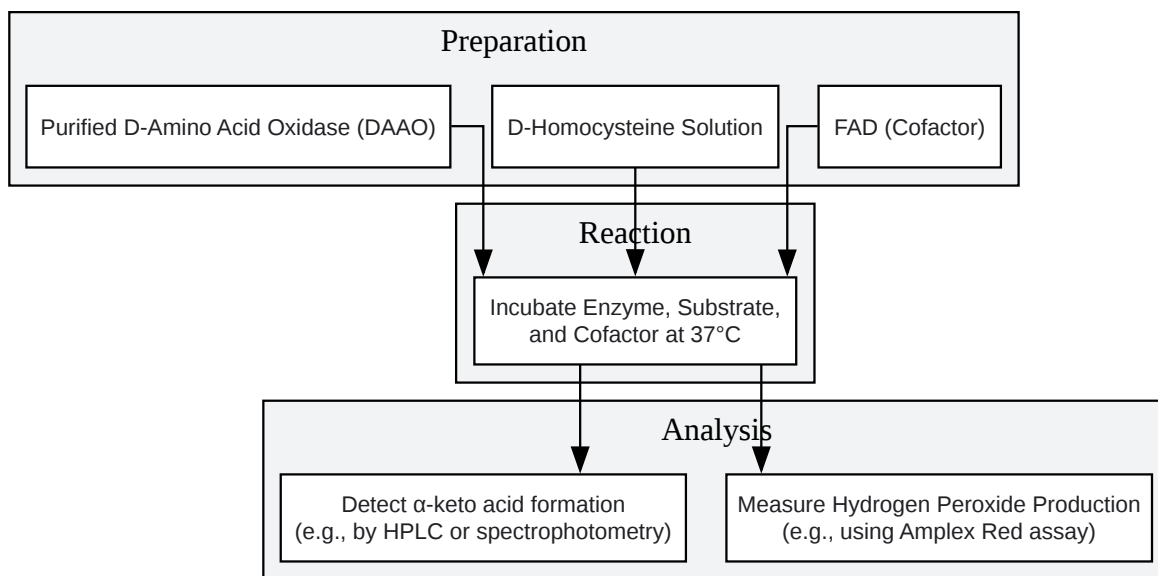 Preparation
Purified D-Amino Acid Oxidase (DAAO)
D-Homocysteine Solution
FAD (Cofactor)
Reaction
Incubate Enzyme, Substrate,
and Cofactor at 37°C
Analysis
Detect α-keto acid formation
(e.g., by HPLC or spectrophotometry)
Measure Hydrogen Peroxide Production
(e.g., using Amplex Red assay)